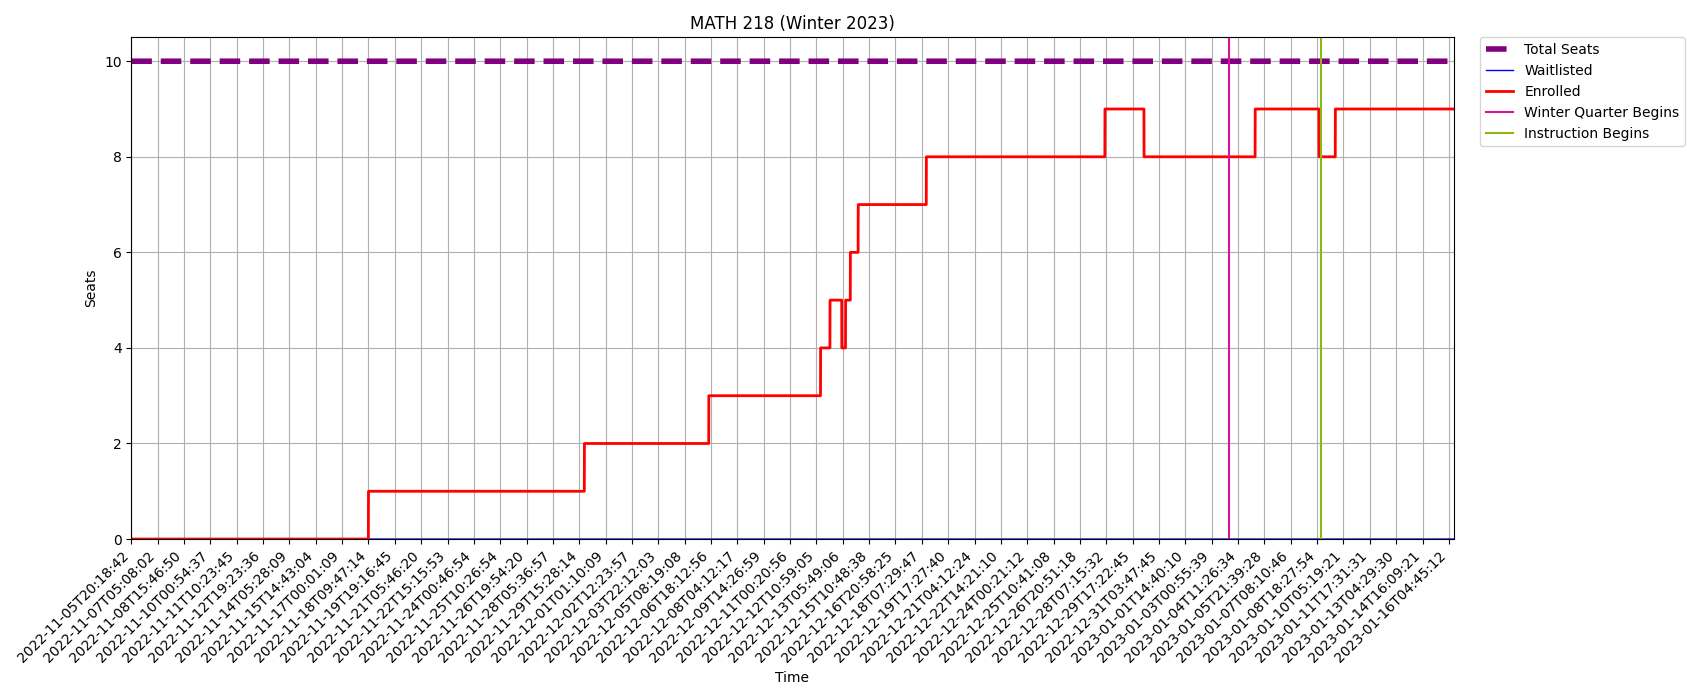 MATH 218 (Winter 2023)
Total Seats
Waitlisted
Enrolled
Winter Quarter Begins
Instruction Begins
10
8
6
4
2
0
Seats
2022-11-05T20:18:42
2022-11-07T05:08:02
2022-11-08T15:46:50
2022-11-10T00:54:37
2022-11-11T10:23:45
2022-11-12T19:23:36
2022-11-14T05:28:09
2022-11-15T14:43:04
2022-11-17T00:01:09
2022-11-18T09:47:14
2022-11-19T19:16:45
2022-11-21T05:46:20
2022-11-22T15:15:53
2022-11-24T00:46:54
2022-11-25T10:26:54
2022-11-26T19:54:20
2022-11-28T05:36:57
2022-11-29T15:28:14
2022-12-01T01:10:09
2022-12-02T12:23:57
2022-12-03T22:12:03
2022-12-05T08:19:08
2022-12-06T18:12:56
2022-12-08T04:12:17
2022-12-09T14:26:59
2022-12-11T00:20:56
2022-12-12T10:59:05
2022-12-13T05:49:06
2022-12-15T10:48:38
2022-12-16T20:58:25
2022-12-18T07:29:47
2022-12-19T17:27:40
2022-12-21T04:12:24
2022-12-22T14:21:10
2022-12-24T00:21:12
2022-12-25T10:41:08
2022-12-26T20:51:18
2022-12-28T07:15:32
2022-12-29T17:22:45
2022-12-31T03:47:45
2023-01-01T14:40:10
2023-01-03T00:55:39
2023-01-04T11:26:34
2023-01-05T21:39:28
2023-01-07T08:10:46
2023-01-08T18:27:54
2023-01-10T05:19:21
2023-01-11T17:31:31
2023-01-13T04:29:30
2023-01-14T16:09:21
2023-01-16T04:45:12
Time